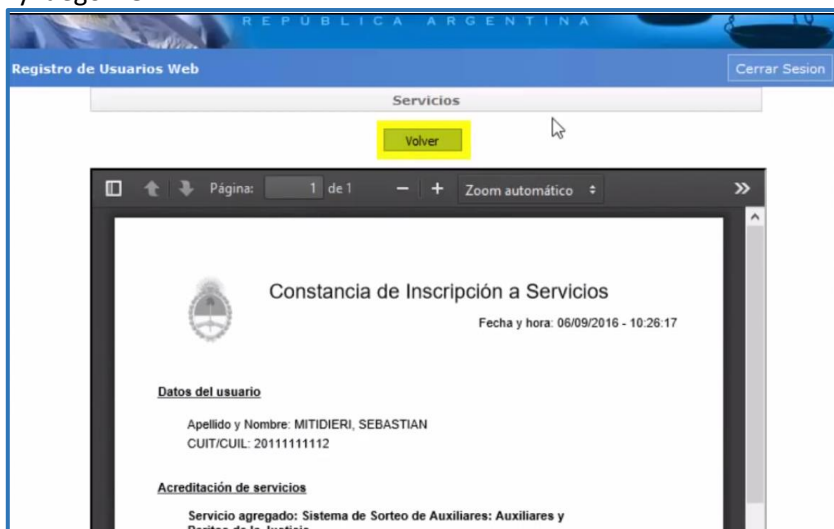 REPÚBLICA ARGENTINA
Registro de Usuarios Web
Cerrar Sesion
Servicios
Volver
Página: 1 de 1 Zoom automático
Constancia de Inscripción a Servicios
Fecha y hora: 06/09/2016 - 10:26:17
Datos del usuario
Apellido y Nombre: MITIDIERI, SEBASTIAN
CUIT/CUIL: 20111111112
Acreditación de servicios
Servicio agregado: Sistema de Sorteo de Auxiliares: Auxiliares y